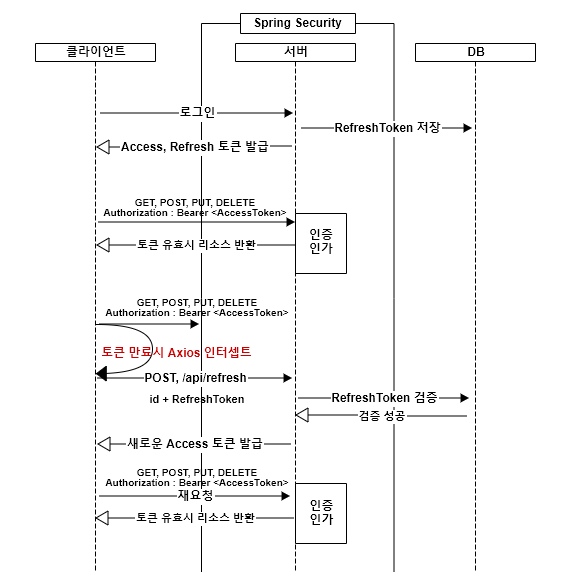 Spring Security
클라이언트
서버
DB
로그인
RefreshToken 저장
Access, Refresh 토큰 발급
GET, POST, PUT, DELETE
Authorization : Bearer <AccessToken>
인증
인가
토큰 유효시 리소스 반환
GET, POST, PUT, DELETE
Authorization : Bearer <AccessToken>
토큰 만료시 Axios 인터셉트
POST, /api/refresh
id + RefreshToken
RefreshToken 검증
검증 성공
새로운 Access 토큰 발급
GET, POST, PUT, DELETE
Authorization : Bearer <AccessToken>
재요청
인증
인가
토큰 유효시 리소스 반환